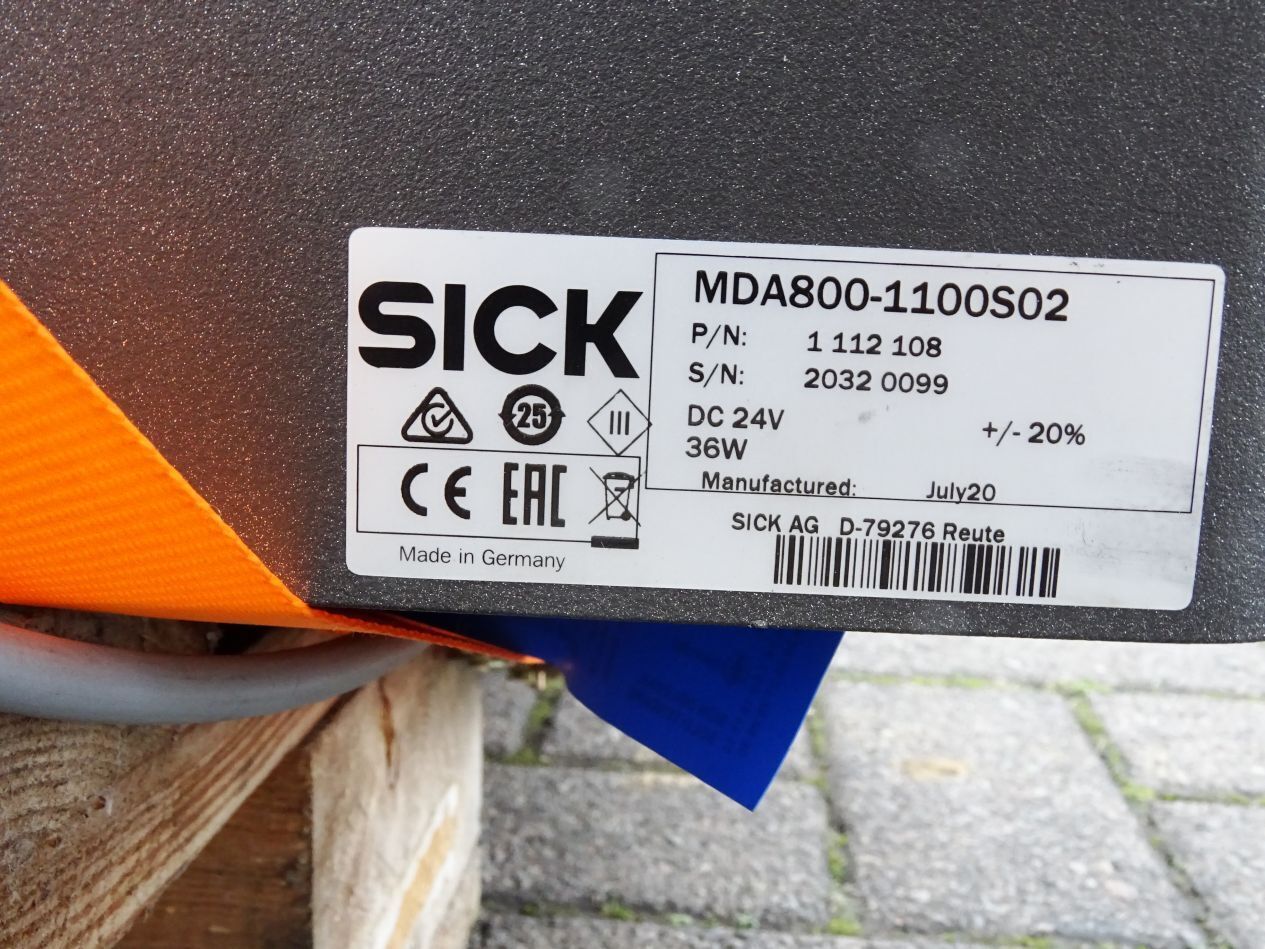 SICK
25
III
CE EAC
Made in Germany
MDA800-1100S02
P/N: 1 112 108
S/N: 2032 0099
DC 24V +/- 20%
36W
Manufactured: July20
SICK AG D-79276 Reute